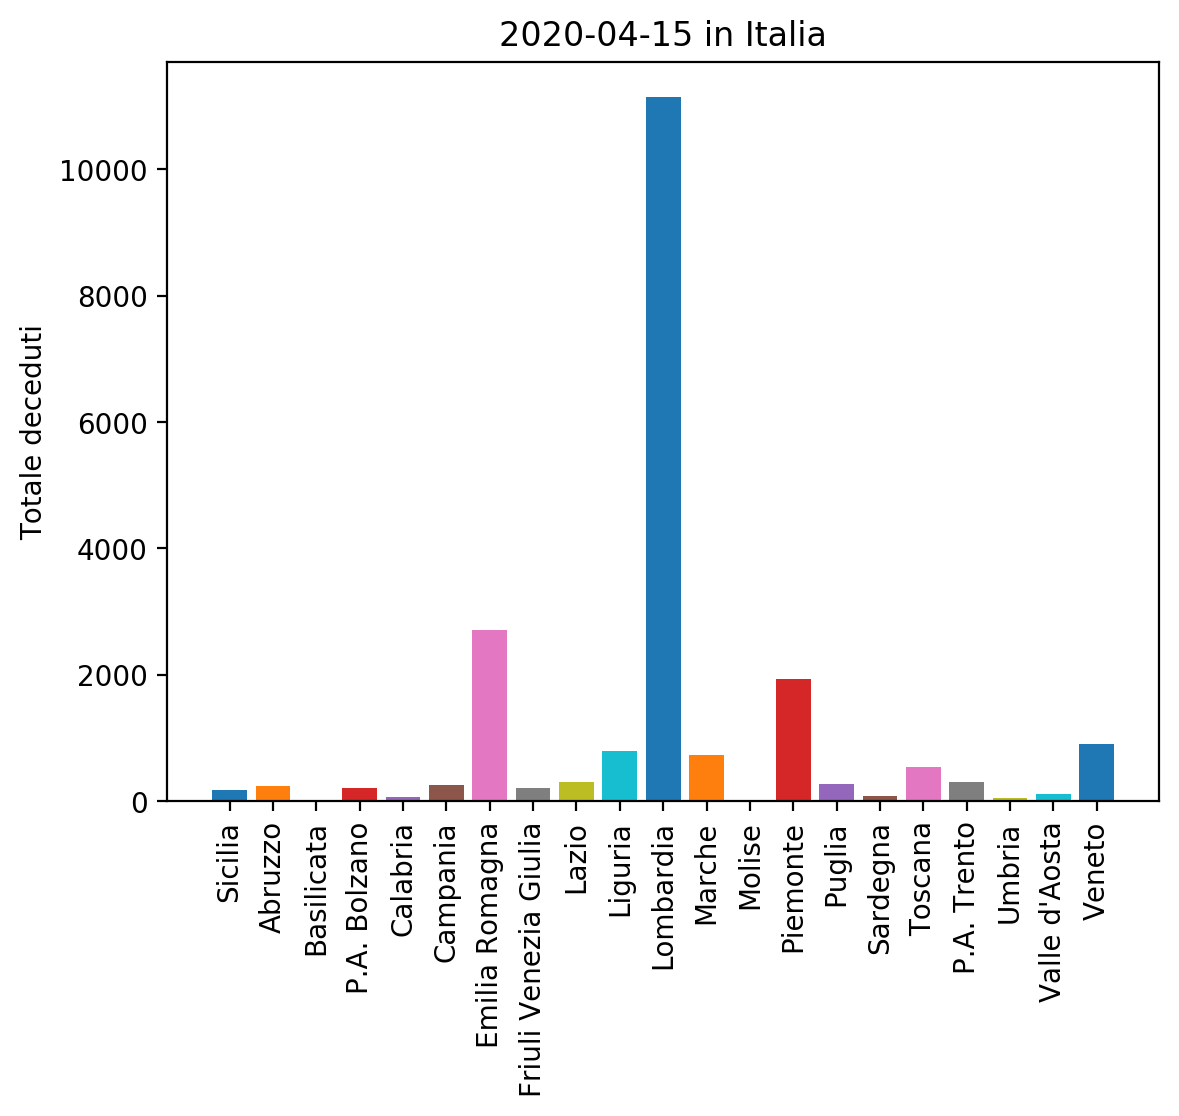 2020-04-15 in Italia
Totale deceduti
10000
8000
6000
4000
2000
0
Sicilia
Abruzzo
Basilicata
P.A. Bolzano
Calabria
Campania
Emilia Romagna
Friuli Venezia Giulia
Lazio
Liguria
Lombardia
Marche
Molise
Piemonte
Puglia
Sardegna
Toscana
P.A. Trento
Umbria
Valle d'Aosta
Veneto